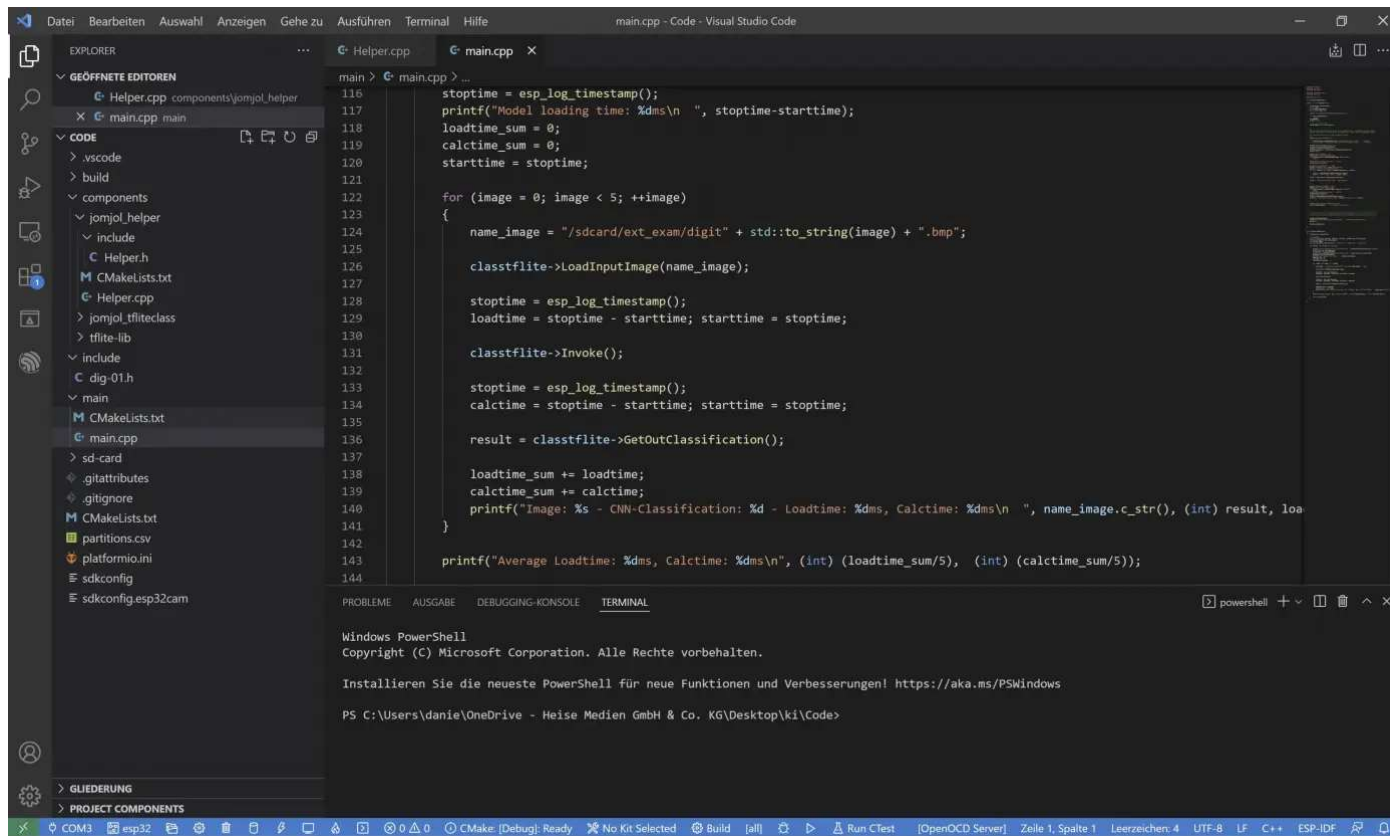 Datei Bearbeiten Auswahl Anzeigen Gehe zu Ausführen Terminal Hilfe
main.cpp - Code - Visual Studio Code
EXPLORER
GEÖFFNETE EDITOREN
Helper.cpp components\jomjol_helper
main.cpp main
CODE
.vscode
build
components
jomjol_helper
include
C Helper.h
M CMakeLists.txt
Helper.cpp
jomjol_tfliteclass
tflite-lib
include
C dig-01.h
main
M CMakeLists.txt
main.cpp
sd-card
.gitattributes
.gitignore
M CMakeLists.txt
partitions.csv
platformio.ini
sdkconfig
sdkconfig.esp32cam
GLIEDERUNG
PROJECT COMPONENTS
Helper.cpp main.cpp
main > main.cpp > ...
116 stoptime = esp_log_timestamp();
117 printf("Model loading time: %dms\n  ", stoptime-starttime);
118 loadtime_sum = 0;
119 calctime_sum = 0;
120 starttime = stoptime;
121
122 for (image = 0; image < 5; ++image)
123 {
124 name_image = "/sdcard/ext_exam/digit" + std::to_string(image) + ".bmp";
125
126 classtflite->LoadInputImage(name_image);
127
128 stoptime = esp_log_timestamp();
129 loadtime = stoptime - starttime; starttime = stoptime;
130
131 classtflite->Invoke();
132
133 stoptime = esp_log_timestamp();
134 calctime = stoptime - starttime; starttime = stoptime;
135
136 result = classtflite->GetOutClassification();
137
138 loadtime_sum += loadtime;
139 calctime_sum += calctime;
140 printf("Image: %s - CNN-Classification: %d - Loadtime: %dms, Calctime: %dms\n  ", name_image.c_str(), (int) result, loa
141 }
142
143 printf("Average Loadtime: %dms, Calctime: %dms\n", (int) (loadtime_sum/5),  (int) (calctime_sum/5));
144
PROBLEME AUSGABE DEBUGGING-KONSOLE TERMINAL
powershell
Windows PowerShell
Copyright (C) Microsoft Corporation. Alle Rechte vorbehalten.
Installieren Sie die neueste PowerShell für neue Funktionen und Verbesserungen! https://aka.ms/PSWindows
PS C:\Users\danie\OneDrive - Heise Medien GmbH & Co. KG\Desktop\ki\Code>
COM3 esp32 0 0 CMake: [Debug]: Ready No Kit Selected Build [all] Run CTest [OpenOCD Server] Zeile 1, Spalte 1 Leerzeichen: 4 UTF-8 LF C++ ESP-IDF